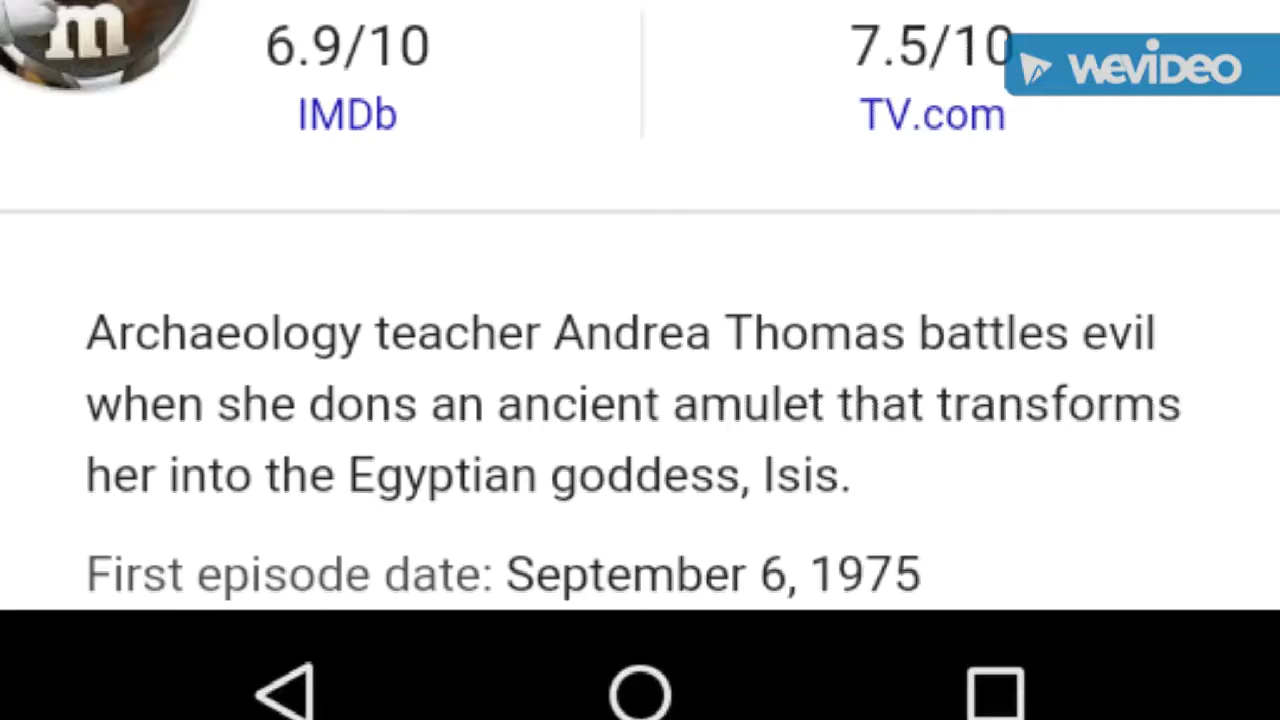 m
6.9/10
7.5/10
WeVideo
IMDb
TV.com
Archaeology teacher Andrea Thomas battles evil
when she dons an ancient amulet that transforms
her into the Egyptian goddess, Isis.
First episode date: September 6, 1975